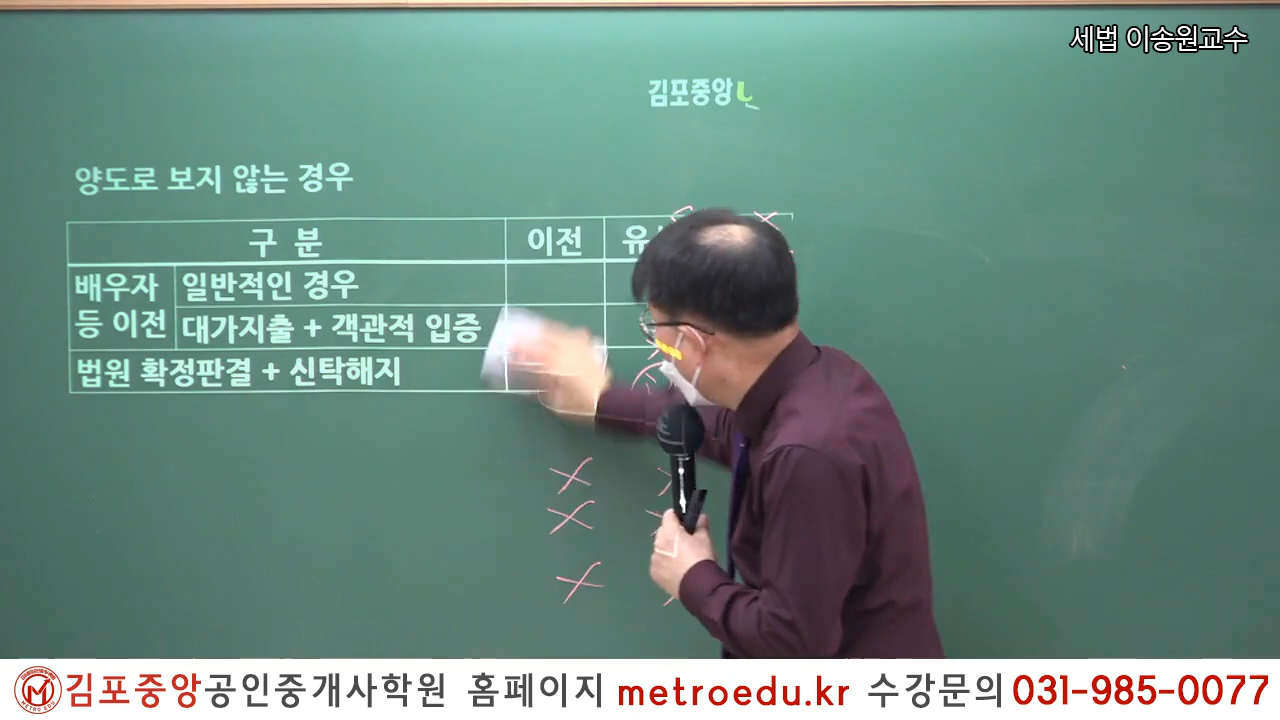 세법 이송원교수
김포중앙
양도로 보지 않는 경우
구 분 이전
배우자 일반적인 경우
등 이전 대가지출 + 객관적 입증
법원 확정판결 + 신탁해지
METRO EDU
김포중앙공인중개사학원 홈페이지 metroedu.kr 수강문의 031-985-0077